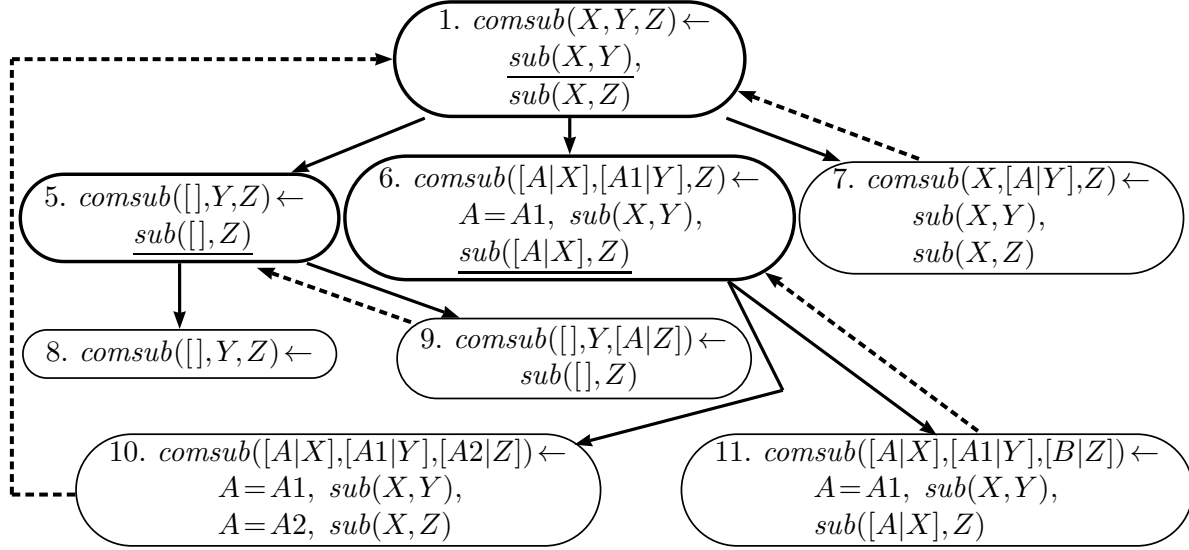 1. comsub(X,Y,Z)←
sub(X,Y),
sub(X,Z)
5. comsub([],Y,Z)←
sub([],Z)
6. comsub([A|X],[A1|Y],Z)←
A=A1, sub(X,Y),
sub([A|X],Z)
7. comsub(X,[A|Y],Z)←
sub(X,Y),
sub(X,Z)
8. comsub([],Y,Z)←
9. comsub([],Y,[A|Z])←
sub([],Z)
10. comsub([A|X],[A1|Y],[A2|Z])←
A=A1, sub(X,Y),
A=A2, sub(X,Z)
11. comsub([A|X],[A1|Y],[B|Z])←
A=A1, sub(X,Y),
sub([A|X],Z)